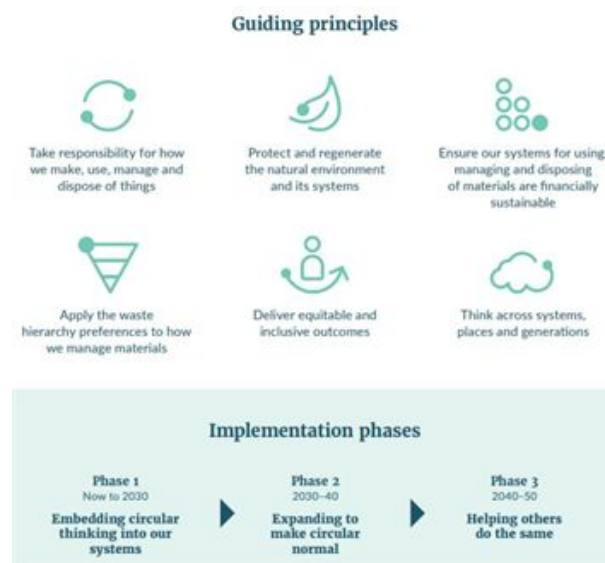 Guiding principles
Take responsibility for how
we make, use, manage and
dispose of things
Protect and regenerate
the natural environment
and its systems
Ensure our systems for using,
managing and disposing
of materials are financially
sustainable
Apply the waste
hierarchy preferences to how
we manage materials
Deliver equitable and
inclusive outcomes
Think across systems,
places and generations
Implementation phases
Phase 1
Now to 2030
Embedding circular
thinking into our
systems
Phase 2
2030–40
Expanding to
make circular
normal
Phase 3
2040–50
Helping others
do the same